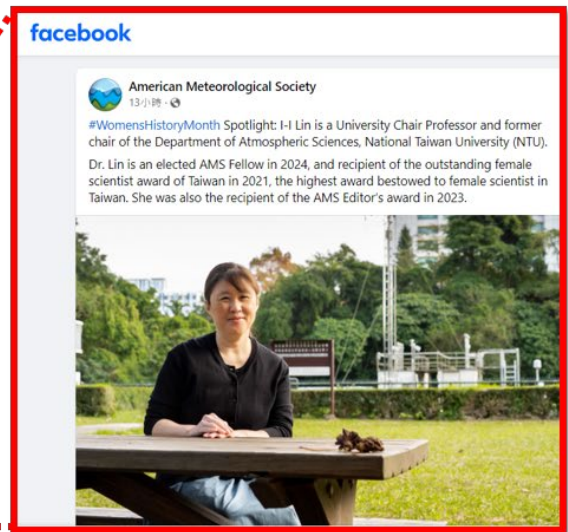 facebook
American Meteorological Society
13小時 ·
#WomensHistoryMonth Spotlight: I-I Lin is a University Chair Professor and former
chair of the Department of Atmospheric Sciences, National Taiwan University (NTU).
Dr. Lin is an elected AMS Fellow in 2024, and recipient of the outstanding female
scientist award of Taiwan in 2021, the highest award bestowed to female scientist in
Taiwan. She was also the recipient of the AMS Editor's award in 2023.